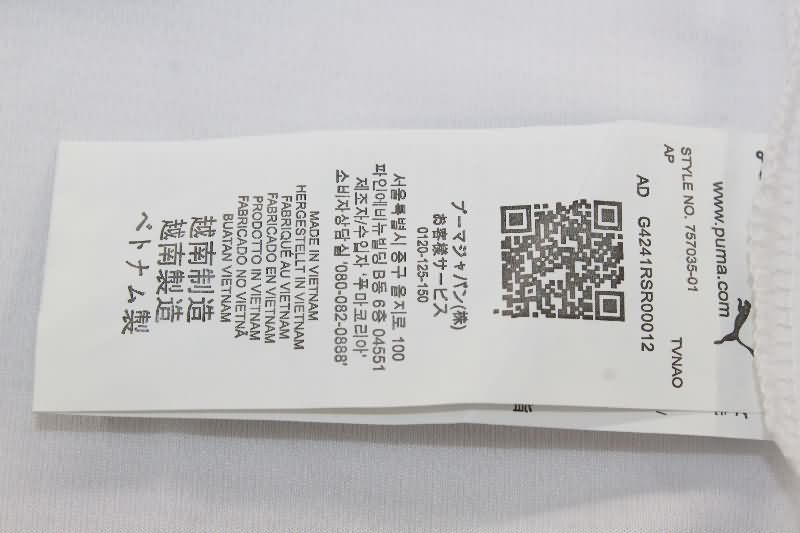 www.puma.com
STYLE NO. 757035-01
AP TVNAO
AD G4241RSR00012
プーマジャパン(株)
お客様サービス
0120-125-150
서울특별시 중구 을지로 100
파인에비뉴빌딩 B동 6층 04551
제조자/수입자 '푸마코리아'
소비자상담실 '080-082-0888'
MADE IN VIETNAM
HERGESTELLT IN VIETNAM
FABRIQUÉ AU VIETNAM
FABRICADO EN VIETNAM
PRODOTTO IN VIETNAM
FABRICADO NO VIETNÃ
BUATAN VIETNAM
越南制造
越南製造
ベトナム製